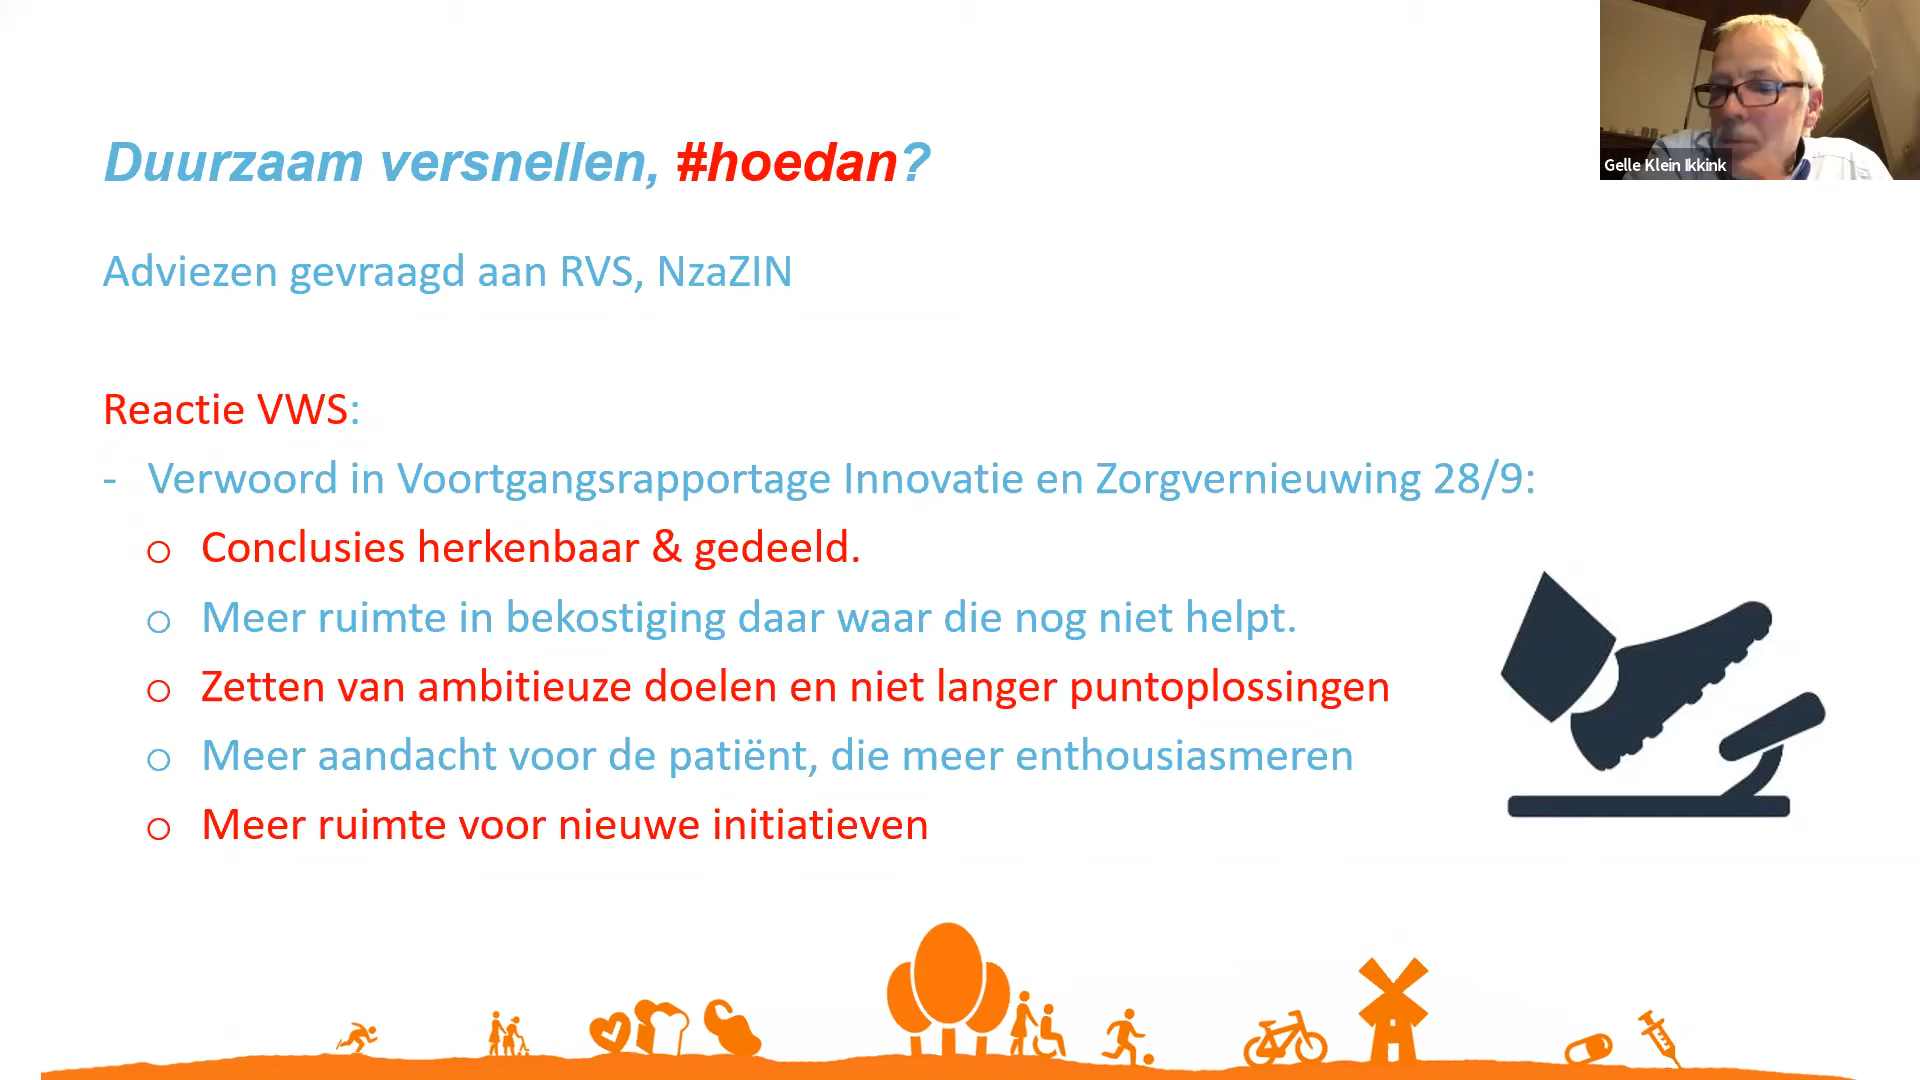 Duurzaam versnellen, #hoedan?
Gelle Klein Ikkink
Adviezen gevraagd aan RVS, NzaZIN
Reactie VWS:
- Verwoord in Voortgangsrapportage Innovatie en Zorgvernieuwing 28/9:
o Conclusies herkenbaar & gedeeld.
o Meer ruimte in bekostiging daar waar die nog niet helpt.
o Zetten van ambitieuze doelen en niet langer puntoplossingen
o Meer aandacht voor de patiënt, die meer enthousiasmeren
o Meer ruimte voor nieuwe initiatieven